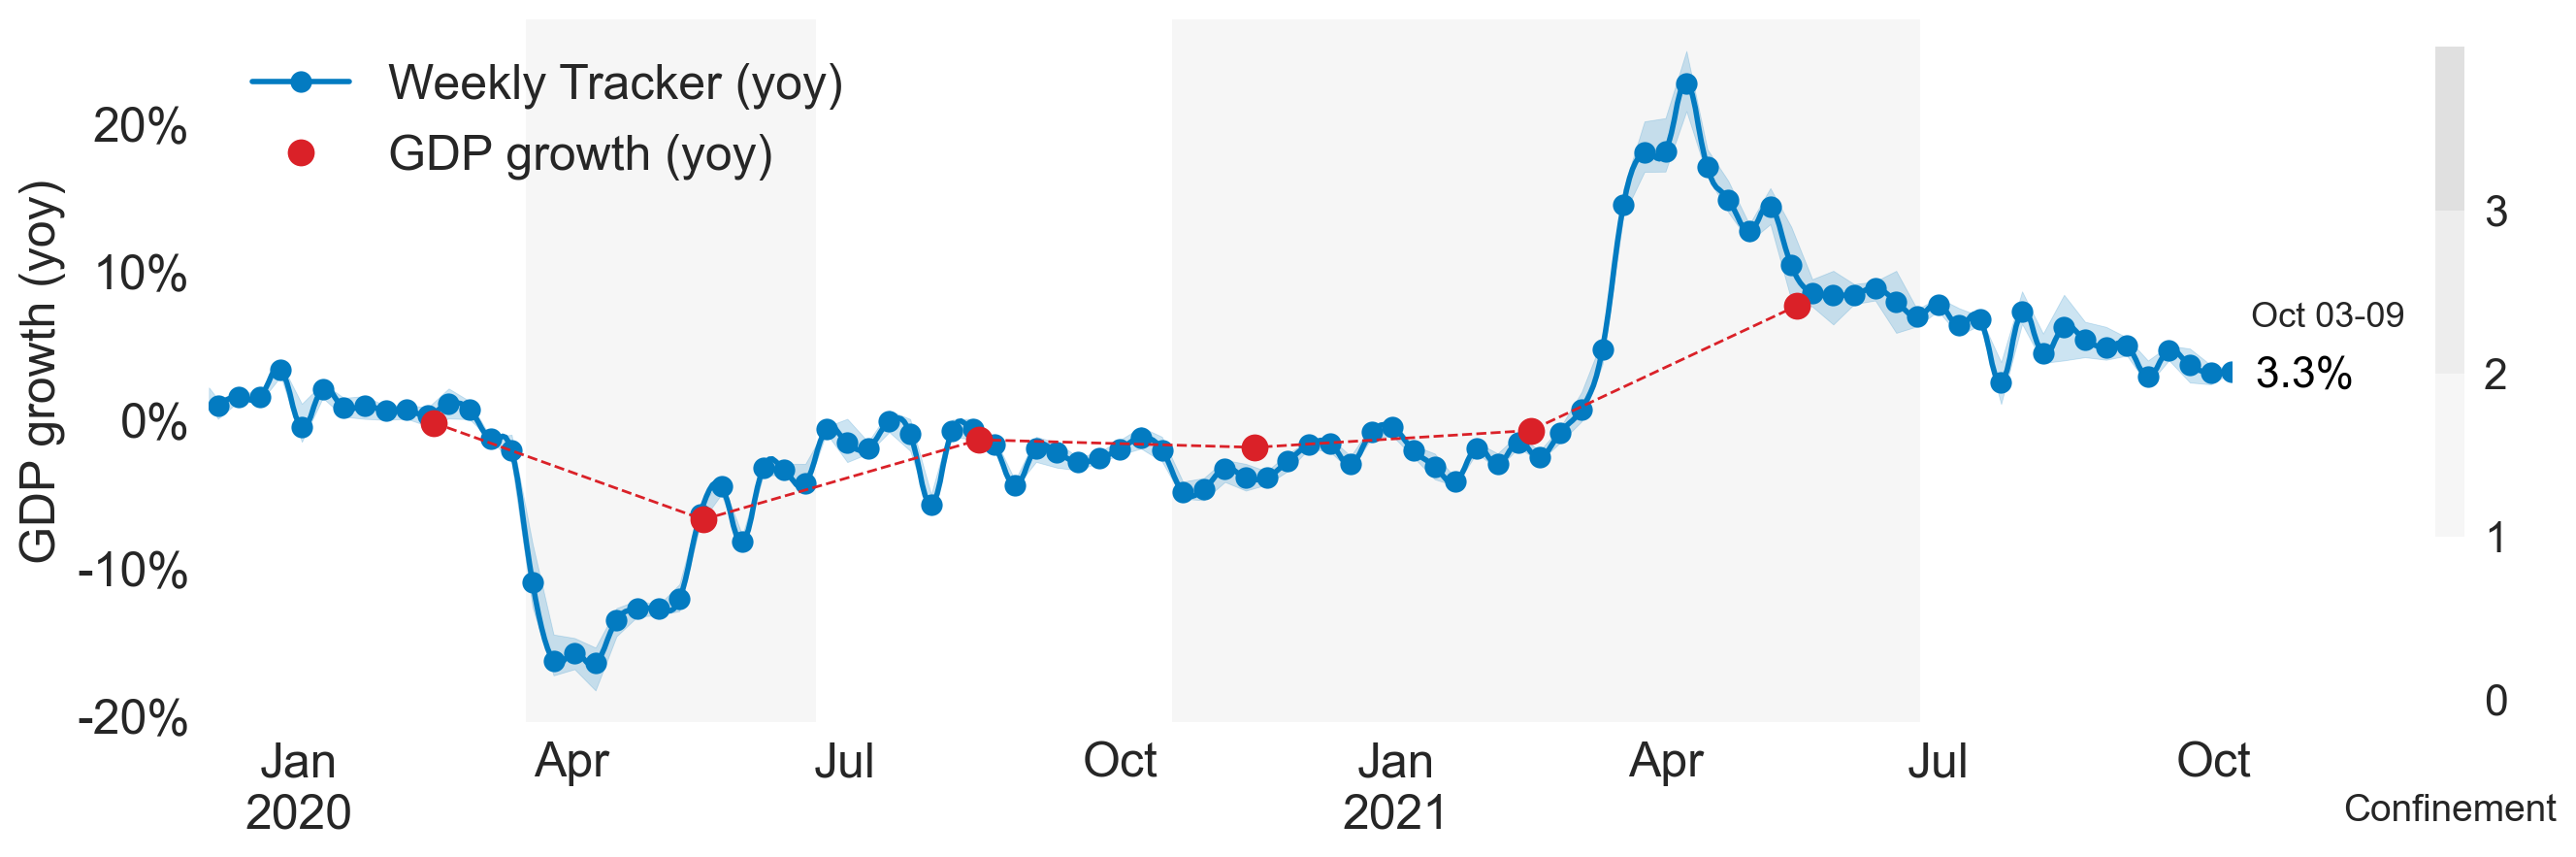 Weekly Tracker (yoy)
GDP growth (yoy)
GDP growth (yoy)
20%
10%
0%
-10%
-20%
Jan
2020
Apr
Jul
Oct
Jan
2021
Apr
Jul
Oct
Oct 03-09
3.3%
3
2
1
0
Confinement